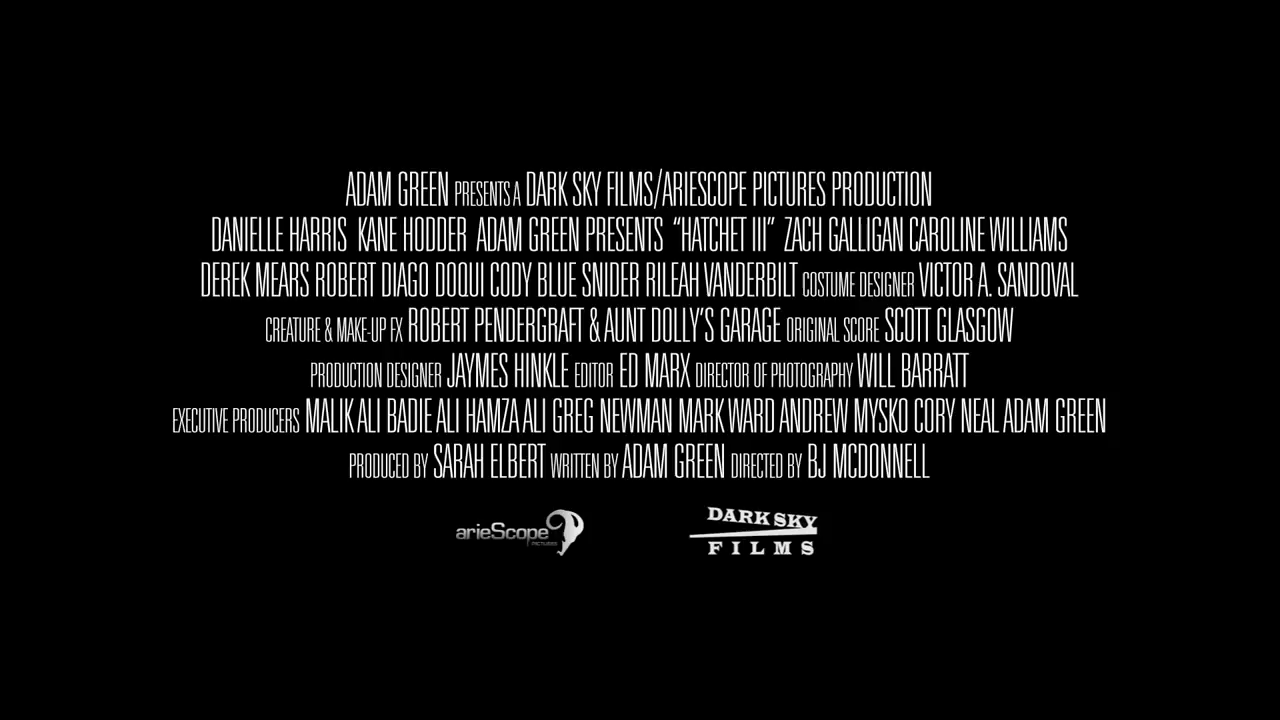 ADAM GREEN PRESENTS A DARK SKY FILMS/ARIESCOPE PICTURES PRODUCTION
DANIELLE HARRIS KANE HODDER ADAM GREEN PRESENTS “HATCHET III” ZACH GALLIGAN CAROLINE WILLIAMS
DEREK MEARS ROBERT DIAGO DOQUI CODY BLUE SNIDER RILEAH VANDERBILT COSTUME DESIGNER VICTOR A. SANDOVAL
CREATURE & MAKE-UP FX ROBERT PENDERGRAFT & AUNT DOLLY’S GARAGE ORIGINAL SCORE SCOTT GLASGOW
PRODUCTION DESIGNER JAYMES HINKLE EDITOR ED MARX DIRECTOR OF PHOTOGRAPHY WILL BARRATT
EXECUTIVE PRODUCERS MALIK ALI BADIE ALI HAMZA ALI GREG NEWMAN MARK WARD ANDREW MYSKO CORY NEAL ADAM GREEN
PRODUCED BY SARAH ELBERT WRITTEN BY ADAM GREEN DIRECTED BY BJ MCDONNELL
arieScope
PICTURES
DARK SKY
FILMS